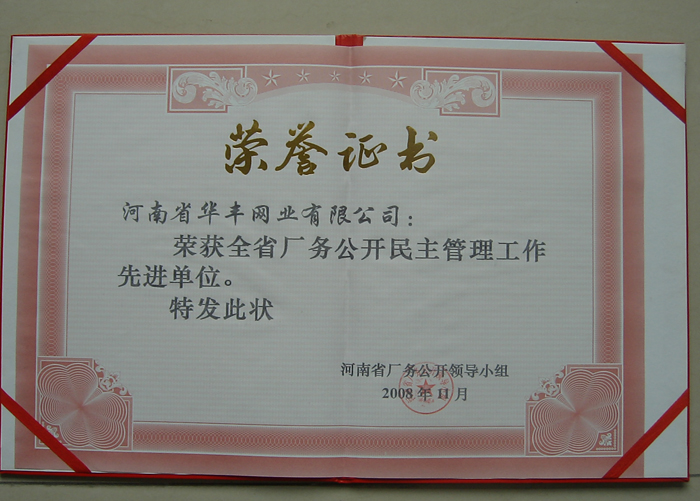 荣誉证书
河南省华丰网业有限公司：
荣获全省厂务公开民主管理工作
先进单位。
特发此状
河南省厂务公开领导小组
2008年11月